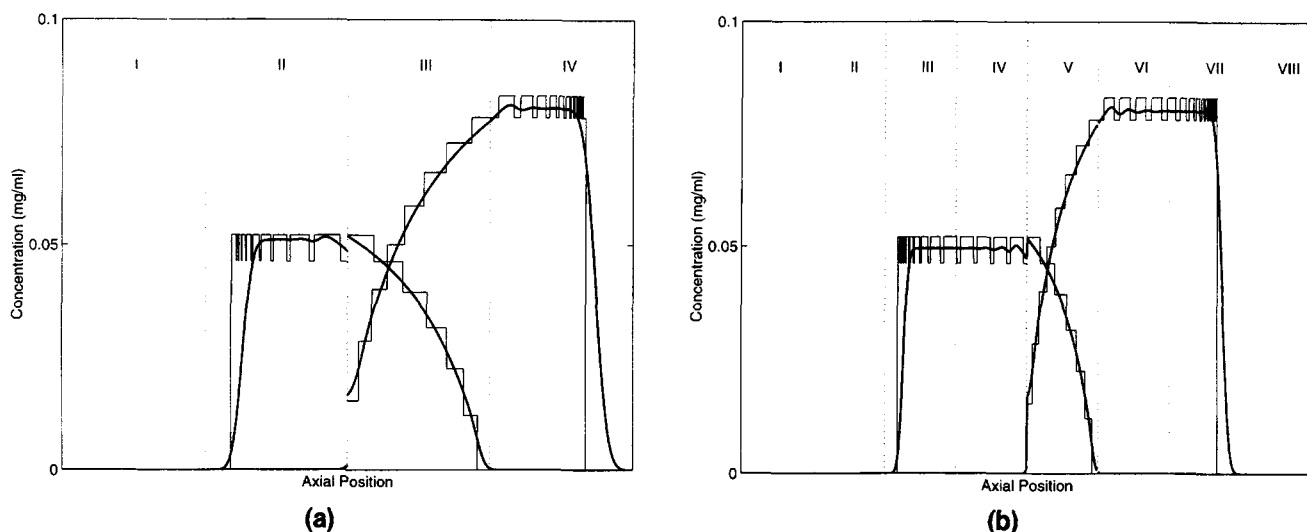 0.1
I II III IV
Concentration (mg/ml)
0.05
0
Axial Position
(a)
0.1
I II III IV V VI VII VIII
Concentration (mg/ml)
0.05
0
Axial Position
(b)